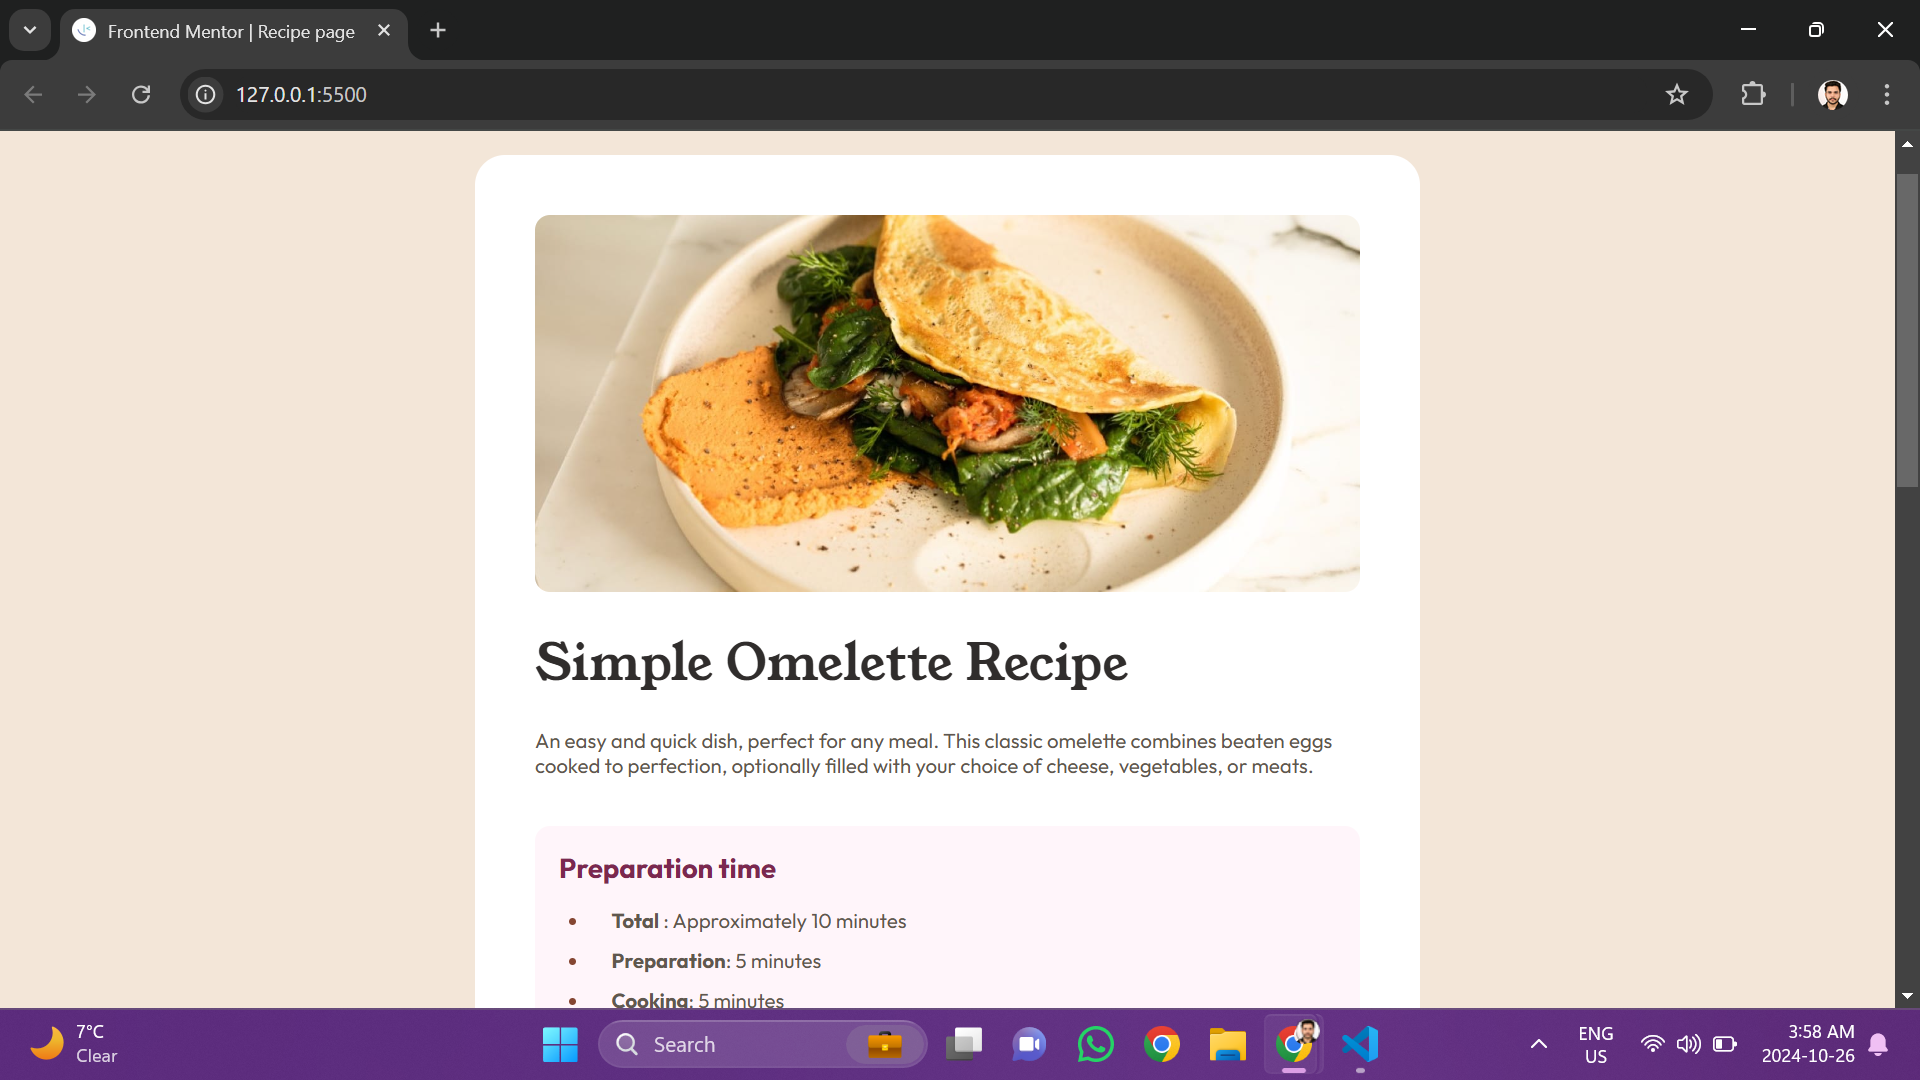 Frontend Mentor | Recipe page
127.0.0.1:5500
Simple Omelette Recipe
An easy and quick dish, perfect for any meal. This classic omelette combines beaten eggs
cooked to perfection, optionally filled with your choice of cheese, vegetables, or meats.
Preparation time
• Total : Approximately 10 minutes
• Preparation: 5 minutes
• Cooking: 5 minutes
7°C
Clear
Search
ENG
US
3:58 AM
2024-10-26